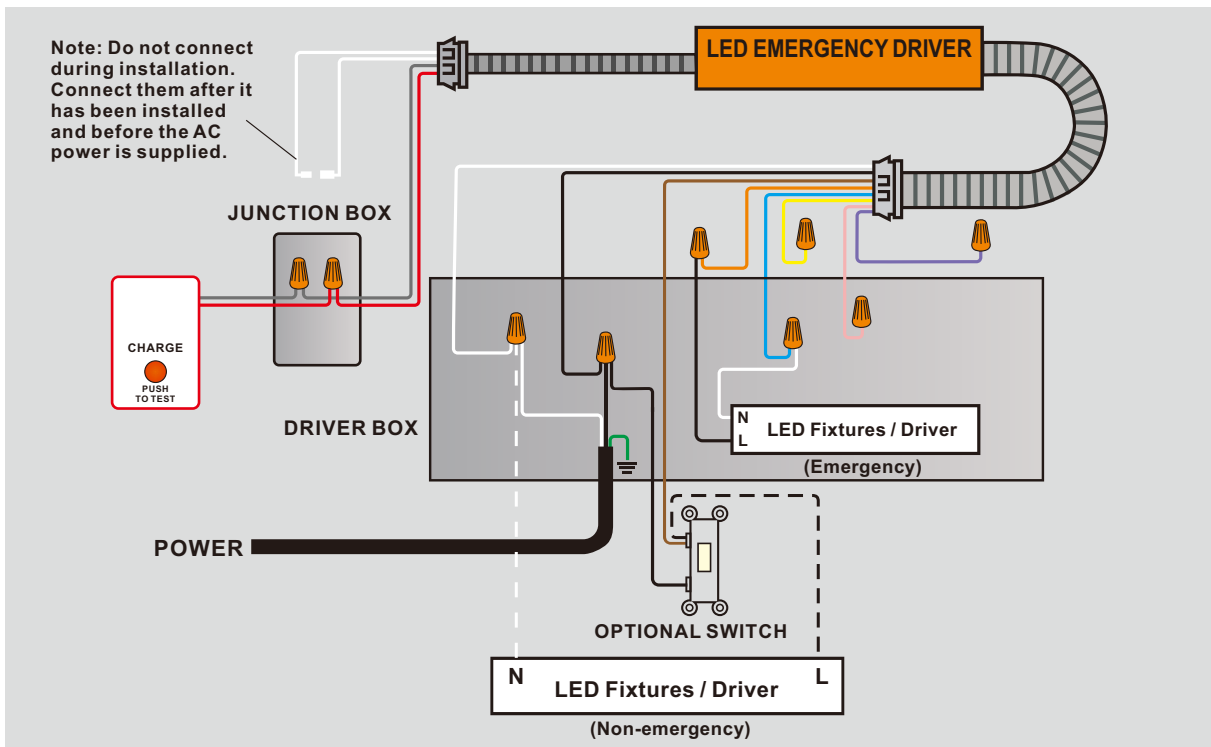 Note: Do not connect
during installation.
Connect them after it
has been installed
and before the AC
power is supplied.
LED EMERGENCY DRIVER
JUNCTION BOX
CHARGE
PUSH
TO TEST
DRIVER BOX
N
L
LED Fixtures / Driver
(Emergency)
POWER
OPTIONAL SWITCH
N
L
LED Fixtures / Driver
(Non-emergency)